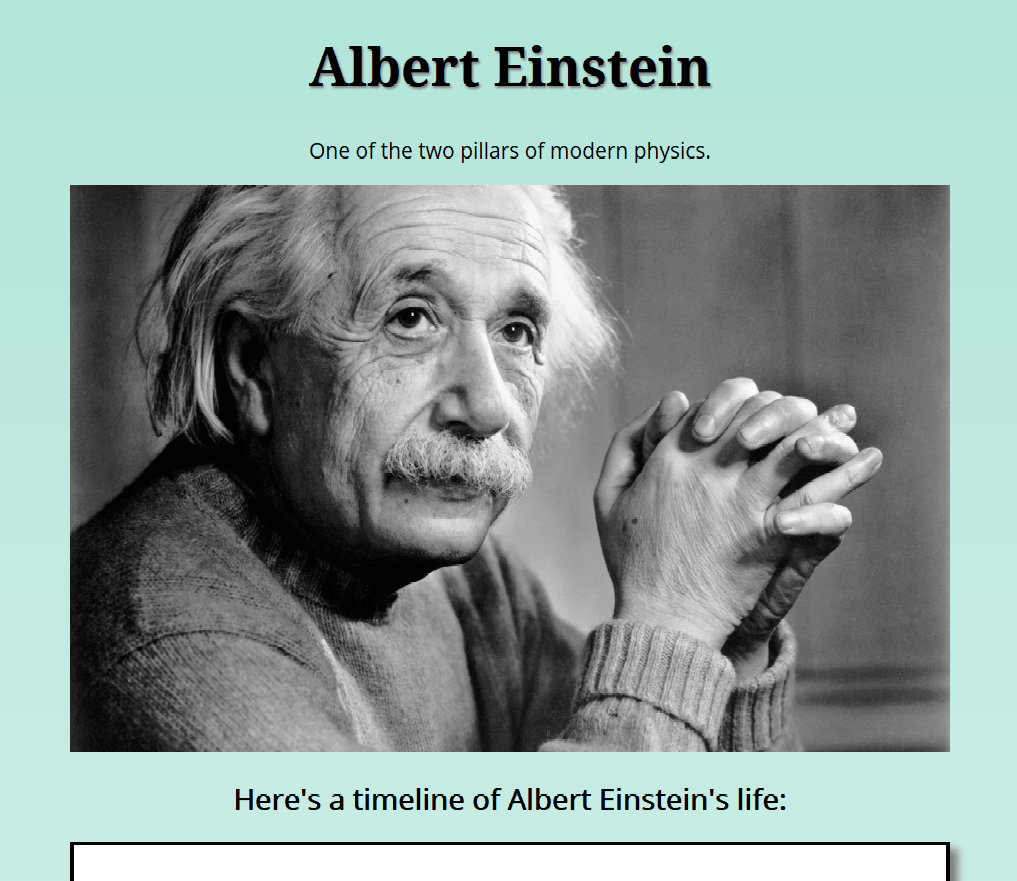 Albert Einstein
One of the two pillars of modern physics.
Here's a timeline of Albert Einstein's life: